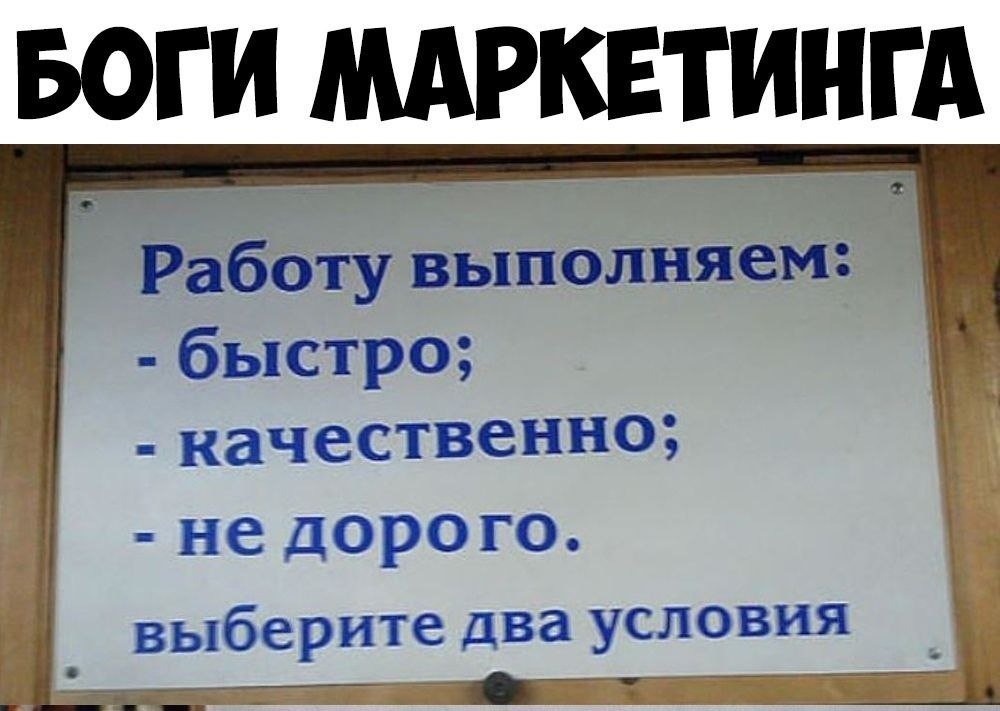 БОГИ МАРКЕТИНГА
Работу выполняем:
- быстро;
- качественно;
- не дорого.
выберите два условия